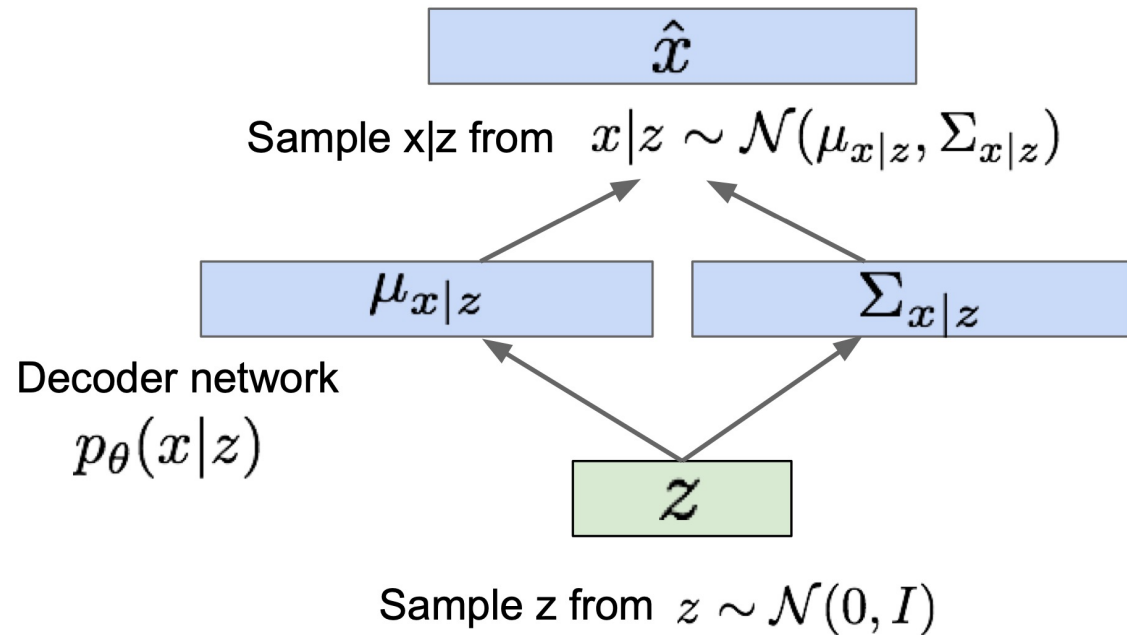 x̂
Sample x|z from x|z ∼ 𝒩(μ_{x|z}, Σ_{x|z})
μ_{x|z}
Σ_{x|z}
Decoder network
p_θ(x|z)
z
Sample z from z ∼ 𝒩(0, I)